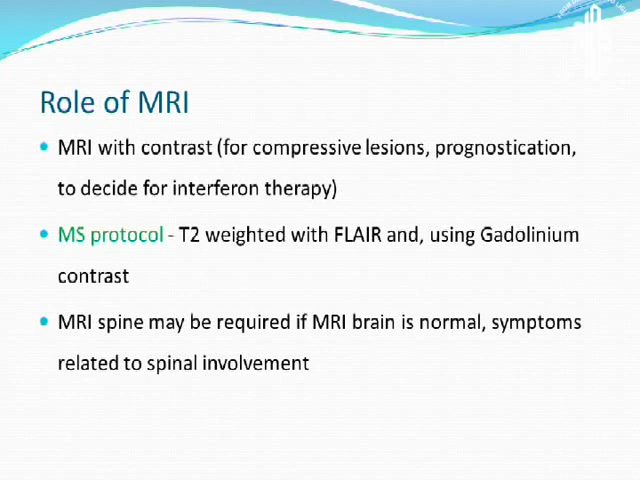 Role of MRI
MRI with contrast (for compressive lesions, prognostication,
to decide for interferon therapy)
MS protocol - T2 weighted with FLAIR and, using Gadolinium
contrast
MRI spine may be required if MRI brain is normal, symptoms
related to spinal involvement